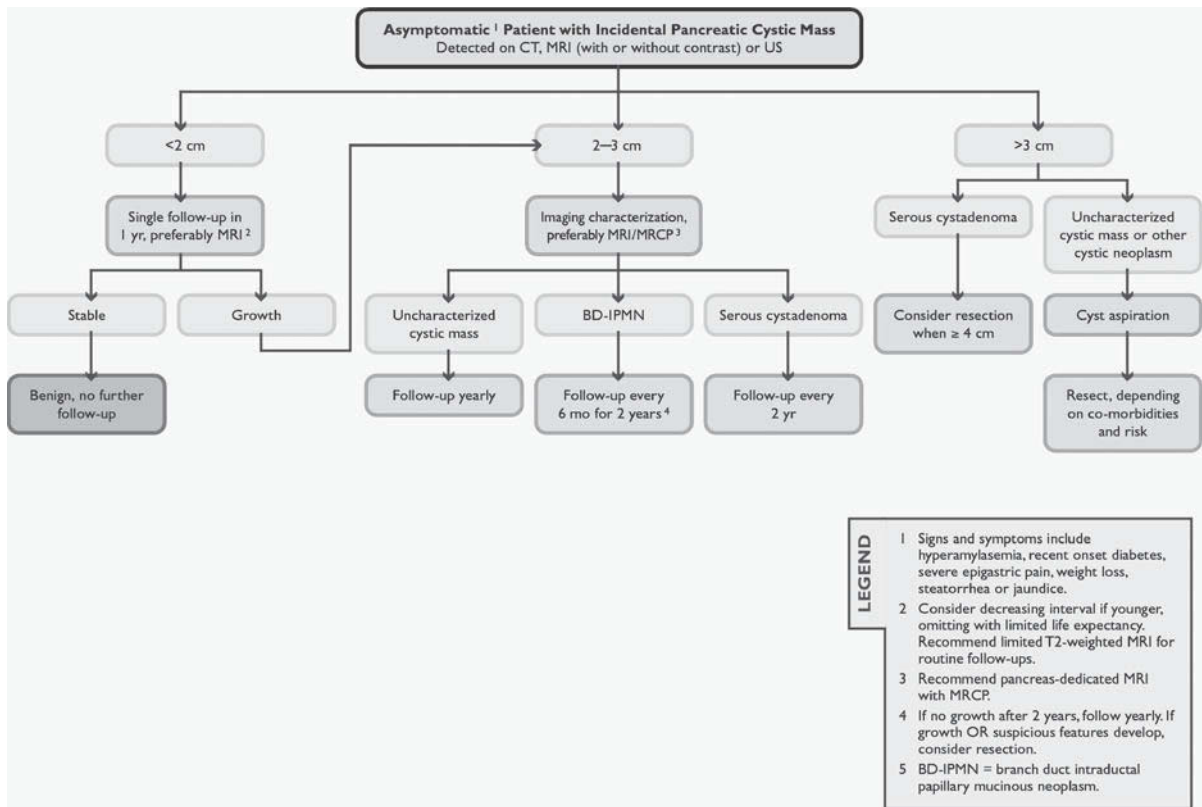 Asymptomatic ¹ Patient with Incidental Pancreatic Cystic Mass
Detected on CT, MRI (with or without contrast) or US
<2 cm
2–3 cm
>3 cm
Single follow-up in
1 yr, preferably MRI ²
Imaging characterization,
preferably MRI/MRCP ³
Serous cystadenoma
Uncharacterized
cystic mass or other
cystic neoplasm
Stable
Growth
Uncharacterized
cystic mass
BD-IPMN
Serous cystadenoma
Consider resection
when ≥ 4 cm
Cyst aspiration
Benign, no further
follow-up
Follow-up yearly
Follow-up every
6 mo for 2 years ⁴
Follow-up every
2 yr
Resect, depending
on co-morbidities
and risk
LEGEND
1 Signs and symptoms include
hyperamylasemia, recent onset diabetes,
severe epigastric pain, weight loss,
steatorrhea or jaundice.
2 Consider decreasing interval if younger,
omitting with limited life expectancy.
Recommend limited T2-weighted MRI for
routine follow-ups.
3 Recommend pancreas-dedicated MRI
with MRCP.
4 If no growth after 2 years, follow yearly. If
growth OR suspicious features develop,
consider resection.
5 BD-IPMN = branch duct intraductal
papillary mucinous neoplasm.